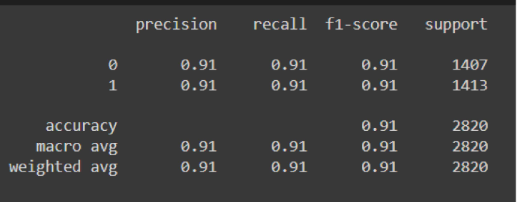 precision recall f1-score support
0 0.91 0.91 0.91 1407
1 0.91 0.91 0.91 1413
accuracy 0.91 2820
macro avg 0.91 0.91 0.91 2820
weighted avg 0.91 0.91 0.91 2820